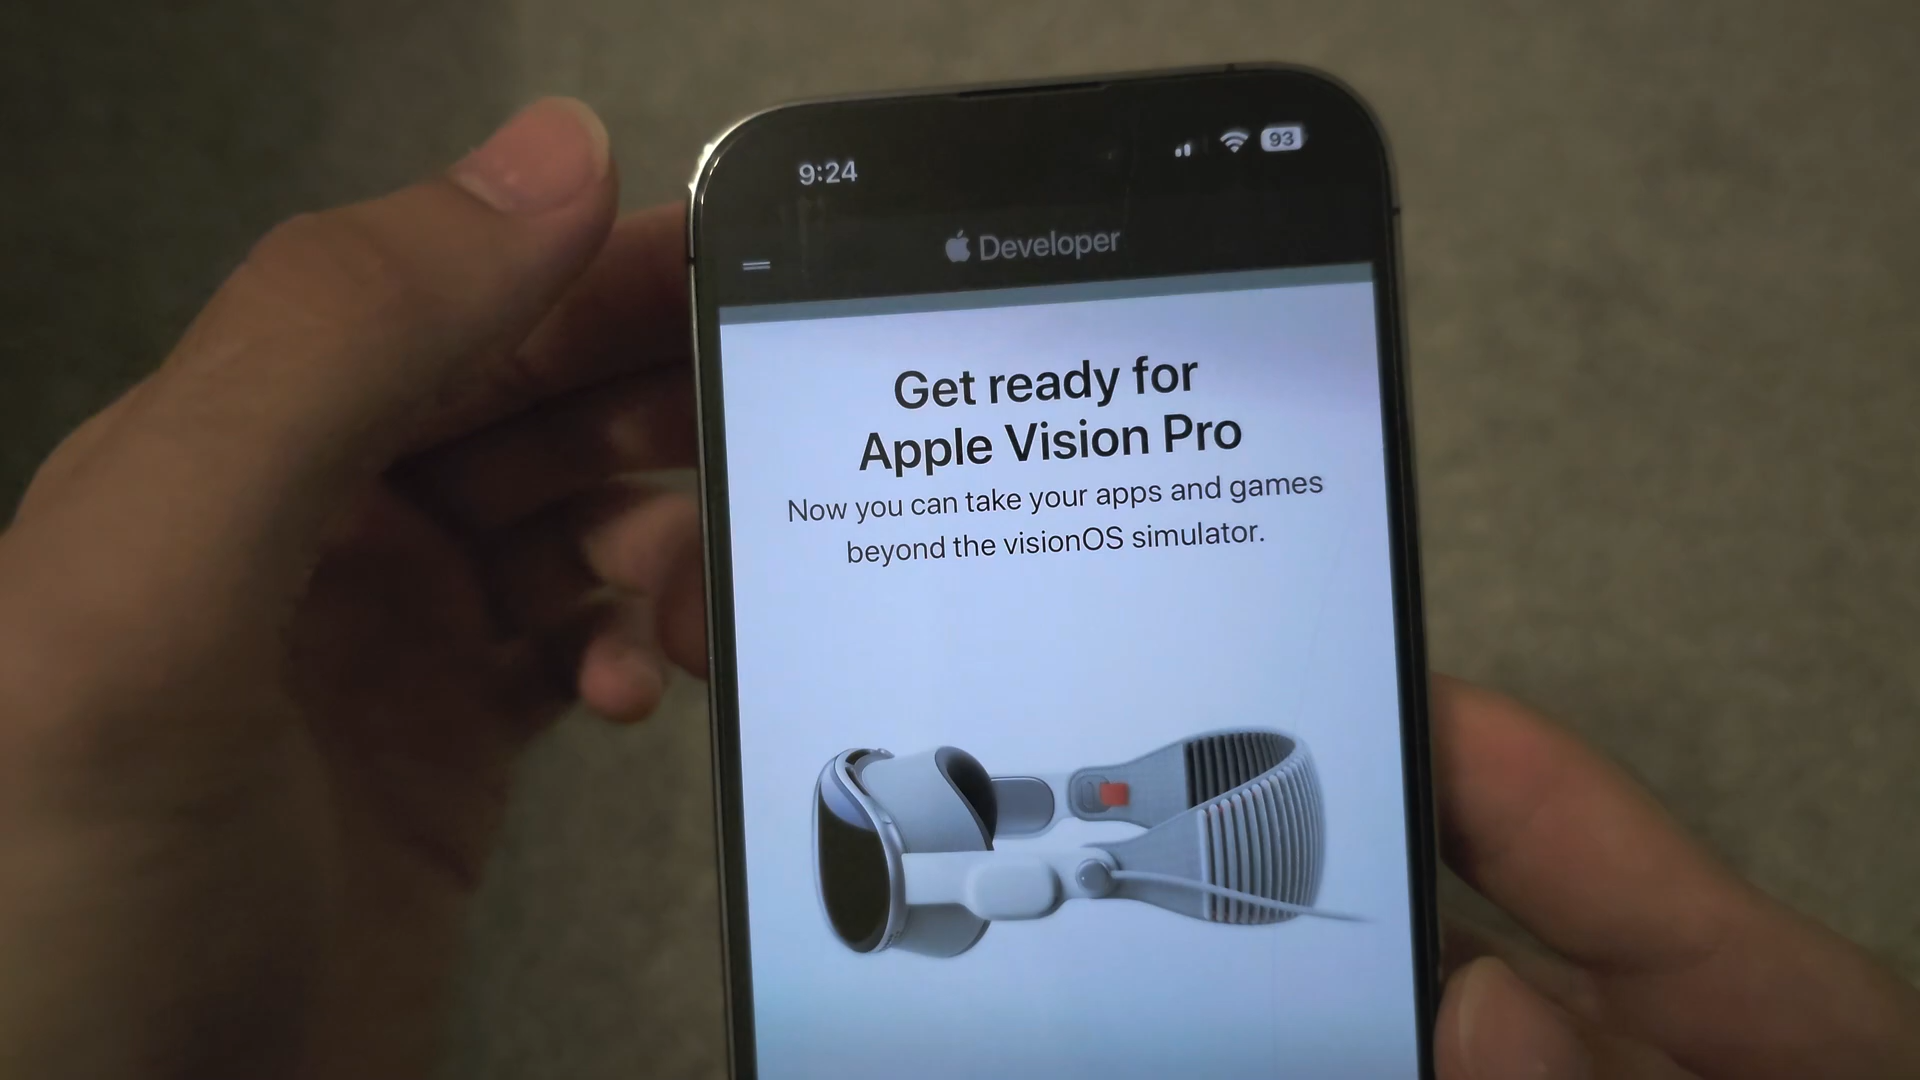 9:24
93
Developer
Get ready for
Apple Vision Pro
Now you can take your apps and games
beyond the visionOS simulator.